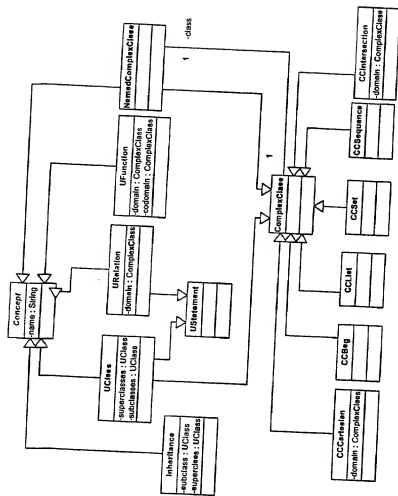 Concept
-name : String
Inheritance
-subclass : UClass
-superclass : UClass
UClass
-superclasses : UClass
-subclasses : UClass
URelation
-domain : ComplexClass
UFunction
-domain : ComplexClass
-codomain : ComplexClass
NamedComplexClass
-class
1
UStatement
1
ComplexClass
CCCartesian
-domain : ComplexClass
CCBag
CCList
CCSet
CCSequence
CCIntersection
-domain : ComplexClass